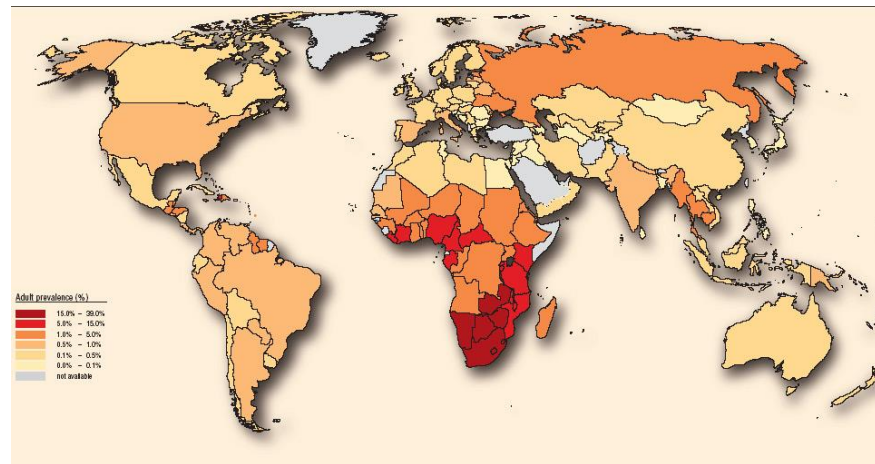 Adult prevalence (%)
15.0% – 39.0%
5.0% – 15.0%
1.0% – 5.0%
0.5% – 1.0%
0.1% – 0.5%
0.0% – 0.1%
not available